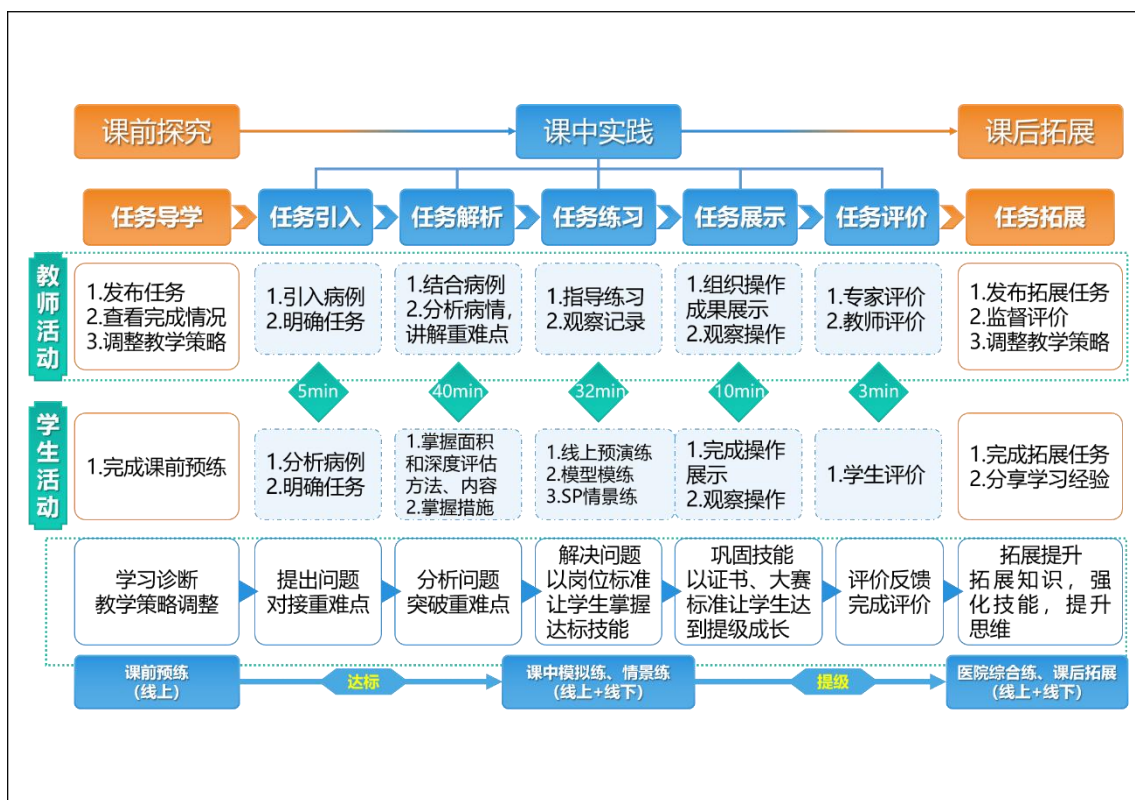 课前探究
课中实践
课后拓展
任务导学
任务引入
任务解析
任务练习
任务展示
任务评价
任务拓展
教师活动
1.发布任务
2.查看完成情况
3.调整教学策略
1.引入病例
2.明确任务
1.结合病例
2.分析病情，
讲解重难点
1.指导练习
2.观察记录
1.组织操作
成果展示
2.观察操作
1.专家评价
2.教师评价
1.发布拓展任务
2.监督评价
3.调整教学策略
5min
40min
32min
10min
3min
学生活动
1.完成课前预练
1.分析病例
2.明确任务
1.掌握面积
和深度评估
方法、内容
2.掌握措施
1.线上预演练
2.模型模练
3.SP情景练
1.完成操作
展示
2.观察操作
1.学生评价
1.完成拓展任务
2.分享学习经验
学习诊断
教学策略调整
提出问题
对接重难点
分析问题
突破重难点
解决问题
以岗位标准
让学生掌握
达标技能
巩固技能
以证书、大赛
标准让学生达
到提级成长
评价反馈
完成评价
拓展提升
拓展知识，强
化技能，提升
思维
课前预练
（线上）
达标
课中模拟练、情景练
（线上+线下）
提级
医院综合练、课后拓展
（线上+线下）